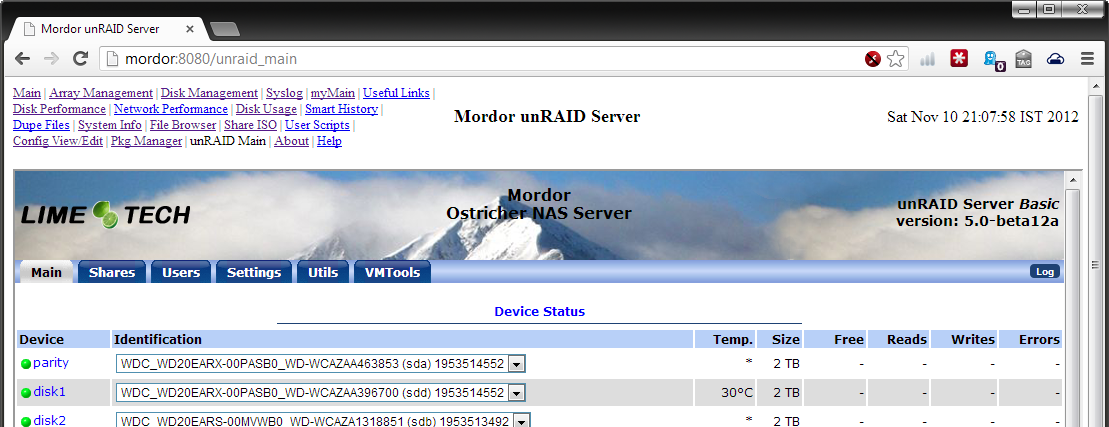 Mordor unRAID Server
mordor:8080/unraid_main
0
TAG
Main | Array Management | Disk Management | Syslog | myMain | Useful Links |
Disk Performance | Network Performance | Disk Usage | Smart History |
Dupe Files | System Info | File Browser | Share ISO | User Scripts |
Config View/Edit | Pkg Manager | unRAID Main | About | Help
Mordor unRAID Server
Sat Nov 10 21:07:58 IST 2012
LIME TECH
Mordor
Ostricher NAS Server
unRAID Server Basic
version: 5.0-beta12a
Main Shares Users Settings Utils VMTools Log
Device Status
Device Identification Temp. Size Free Reads Writes Errors
parity WDC_WD20EARX-00PASB0_WD-WCAZAA463853 (sda) 1953514552 * 2 TB - - - -
disk1 WDC_WD20EARX-00PASB0_WD-WCAZAA396700 (sdd) 1953514552 30°C 2 TB - - - -
disk2 WDC_WD20EARS-00MVWB0_WD-WCAZA1318851 (sdb) 1953513492 * 2 TB - - - -